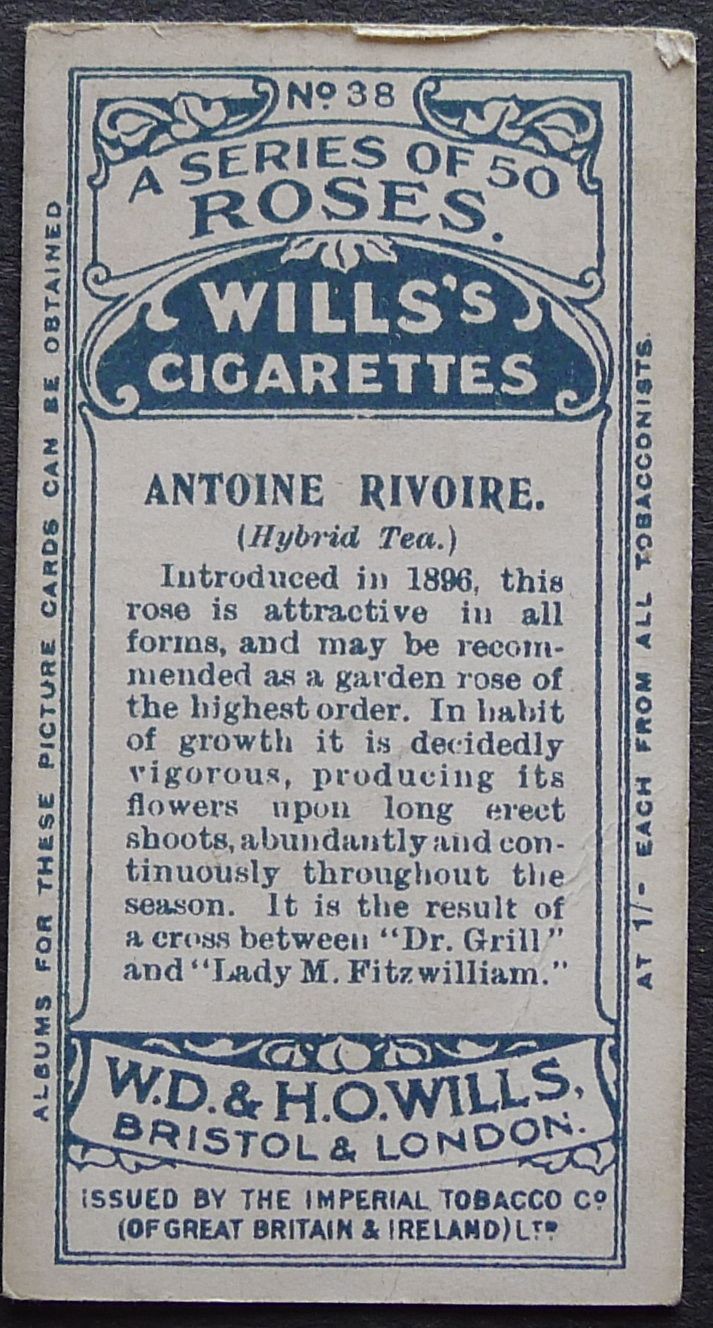 Nº 38
A SERIES OF 50
ROSES.
WILLS'S
CIGARETTES
ANTOINE RIVOIRE.
(Hybrid Tea.)
Introduced in 1896, this
rose is attractive in all
forms, and may be recom-
mended as a garden rose of
the highest order. In habit
of growth it is decidedly
vigorous, producing its
flowers upon long erect
shoots, abundantly and con-
tinuously throughout the
season. It is the result of
a cross between "Dr. Grill"
and "Lady M. Fitzwilliam."
W.D. & H.O. WILLS,
BRISTOL & LONDON.
ISSUED BY THE IMPERIAL TOBACCO Cº
(OF GREAT BRITAIN & IRELAND) LTD
ALBUMS FOR THESE PICTURE CARDS CAN BE OBTAINED
AT 1/- EACH FROM ALL TOBACCONISTS.